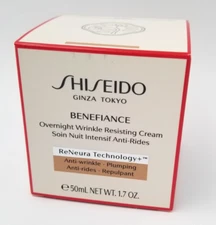 SHISEIDO
GINZA TOKYO
BENEFIANCE
Overnight Wrinkle Resisting Cream
Soin Nuit Intensif Anti-Rides
ReNeura Technology+™
Anti-wrinkle · Plumping
Anti-rides · Repulpant
℮50mL NET WT. 1.7 OZ.